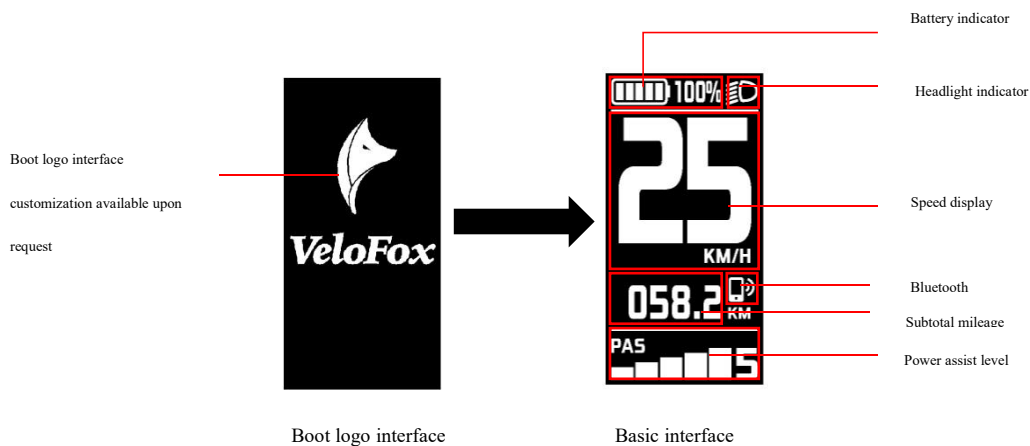 Battery indicator
100%
Headlight indicator
Boot logo interface
customization available upon
request
25
Speed display
VeloFox
KM/H
Bluetooth
058.2
KM
Subtotal mileage
PAS
5
Power assist level
Boot logo interface
Basic interface